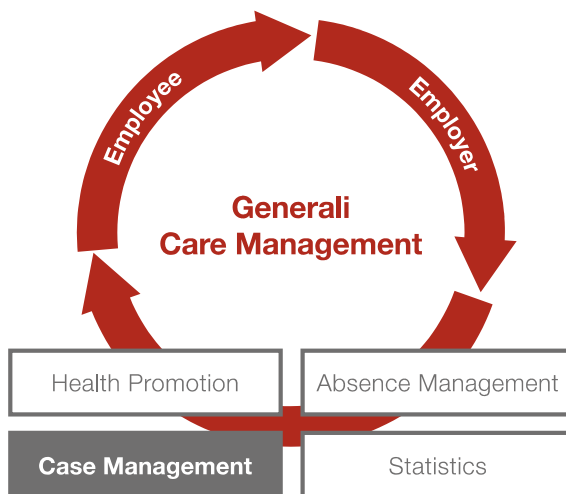 Employee
Employer
Generali
Care Management
Health Promotion
Absence Management
Case Management
Statistics